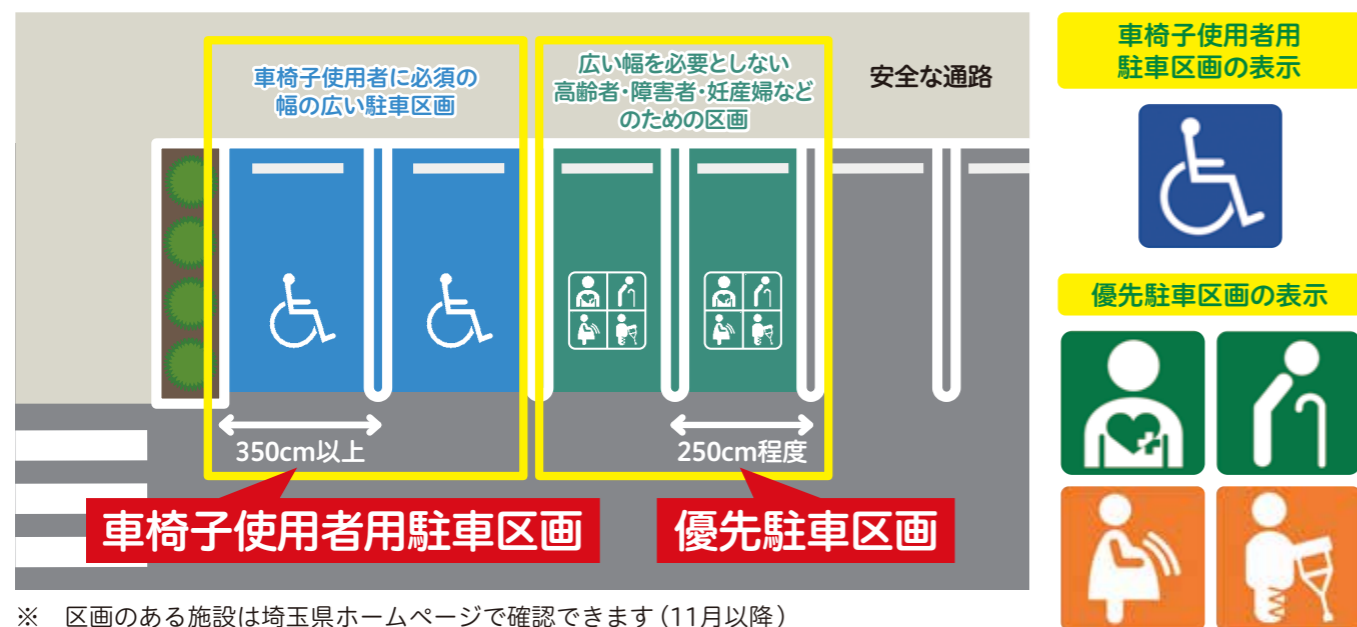 車椅子使用者に必須の
幅の広い駐車区画
広い幅を必要としない
高齢者・障害者・妊産婦など
のための区画
安全な通路
350cm以上
250cm程度
車椅子使用者用駐車区画
優先駐車区画
車椅子使用者用
駐車区画の表示
優先駐車区画の表示
※　区画のある施設は埼玉県ホームページで確認できます(11月以降)